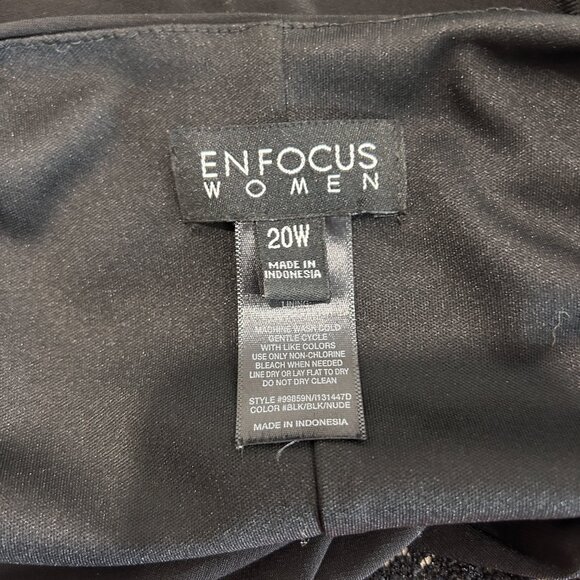 ENFOCUS
WOMEN
20W
MADE IN
INDONESIA
LINING
MACHINE WASH COLD
GENTLE CYCLE
WITH LIKE COLORS
USE ONLY NON-CHLORINE
BLEACH WHEN NEEDED
LINE DRY OR LAY FLAT TO DRY
DO NOT DRY CLEAN
STYLE #99859N/I131447D
COLOR #BLK/BLK/NUDE
MADE IN INDONESIA